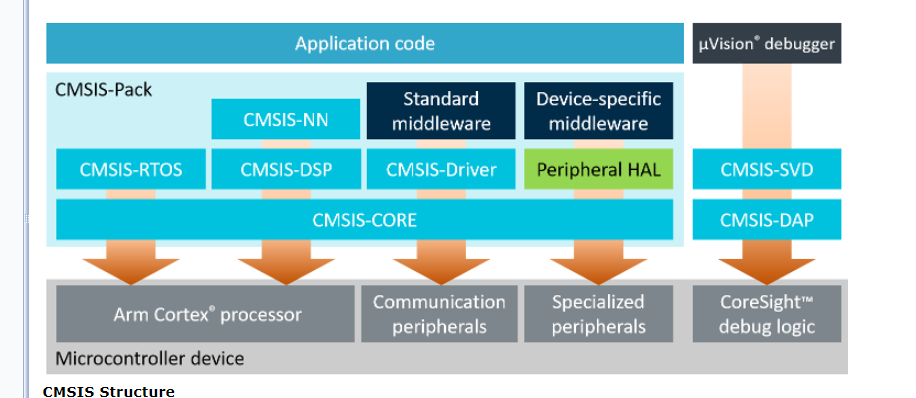 Application code
µVision® debugger
CMSIS-Pack
CMSIS-NN
Standard
middleware
Device-specific
middleware
CMSIS-RTOS
CMSIS-DSP
CMSIS-Driver
Peripheral HAL
CMSIS-SVD
CMSIS-CORE
CMSIS-DAP
Arm Cortex® processor
Communication
peripherals
Specialized
peripherals
CoreSight™
debug logic
Microcontroller device
CMSIS Structure